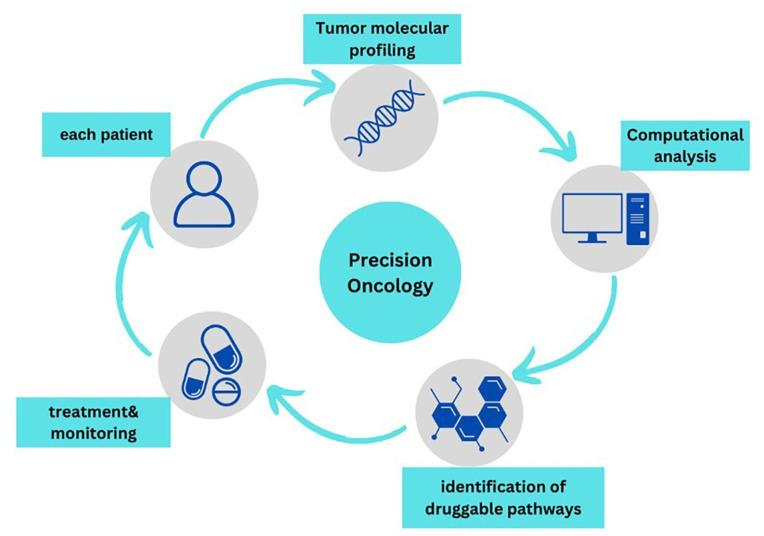 Tumor molecular
profiling
each patient
Computational
analysis
Precision
Oncology
treatment&
monitoring
identification of
druggable pathways